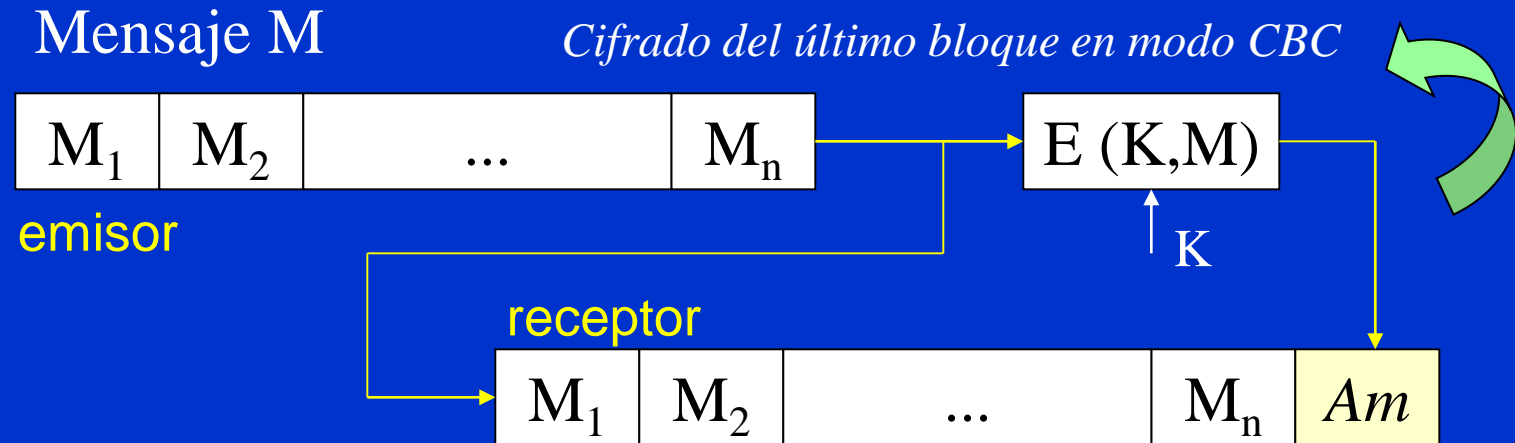 Mensaje M
Cifrado del último bloque en modo CBC
M₁ M₂ ... Mₙ E (K,M)
emisor
K
receptor
M₁ M₂ ... Mₙ Am